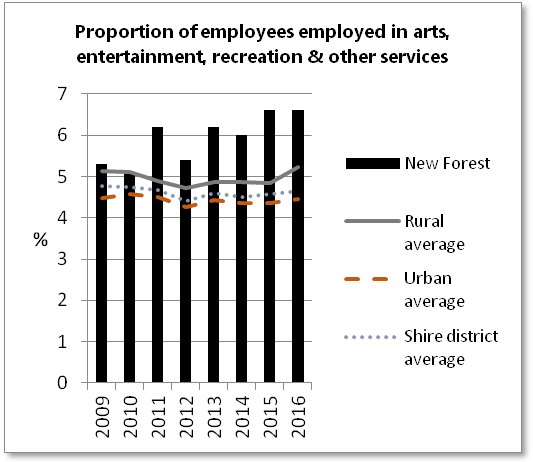 Proportion of employees employed in arts,
entertainment, recreation & other services
7
6
5
4
3
2
1
0
%
2009
2010
2011
2012
2013
2014
2015
2016
New Forest
Rural
average
Urban
average
Shire district
average